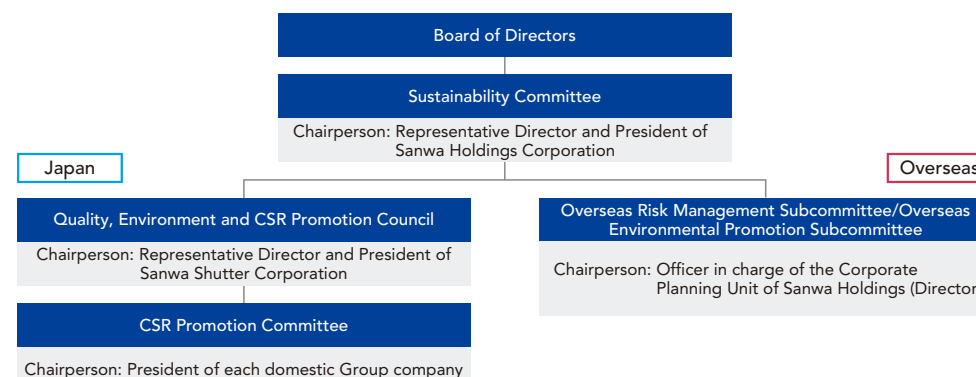 Board of Directors
Sustainability Committee
Chairperson: Representative Director and President of
Sanwa Holdings Corporation
Japan
Overseas
Quality, Environment and CSR Promotion Council
Chairperson: Representative Director and President of
Sanwa Shutter Corporation
CSR Promotion Committee
Chairperson: President of each domestic Group company
Overseas Risk Management Subcommittee/Overseas
Environmental Promotion Subcommittee
Chairperson: Officer in charge of the Corporate
Planning Unit of Sanwa Holdings (Director